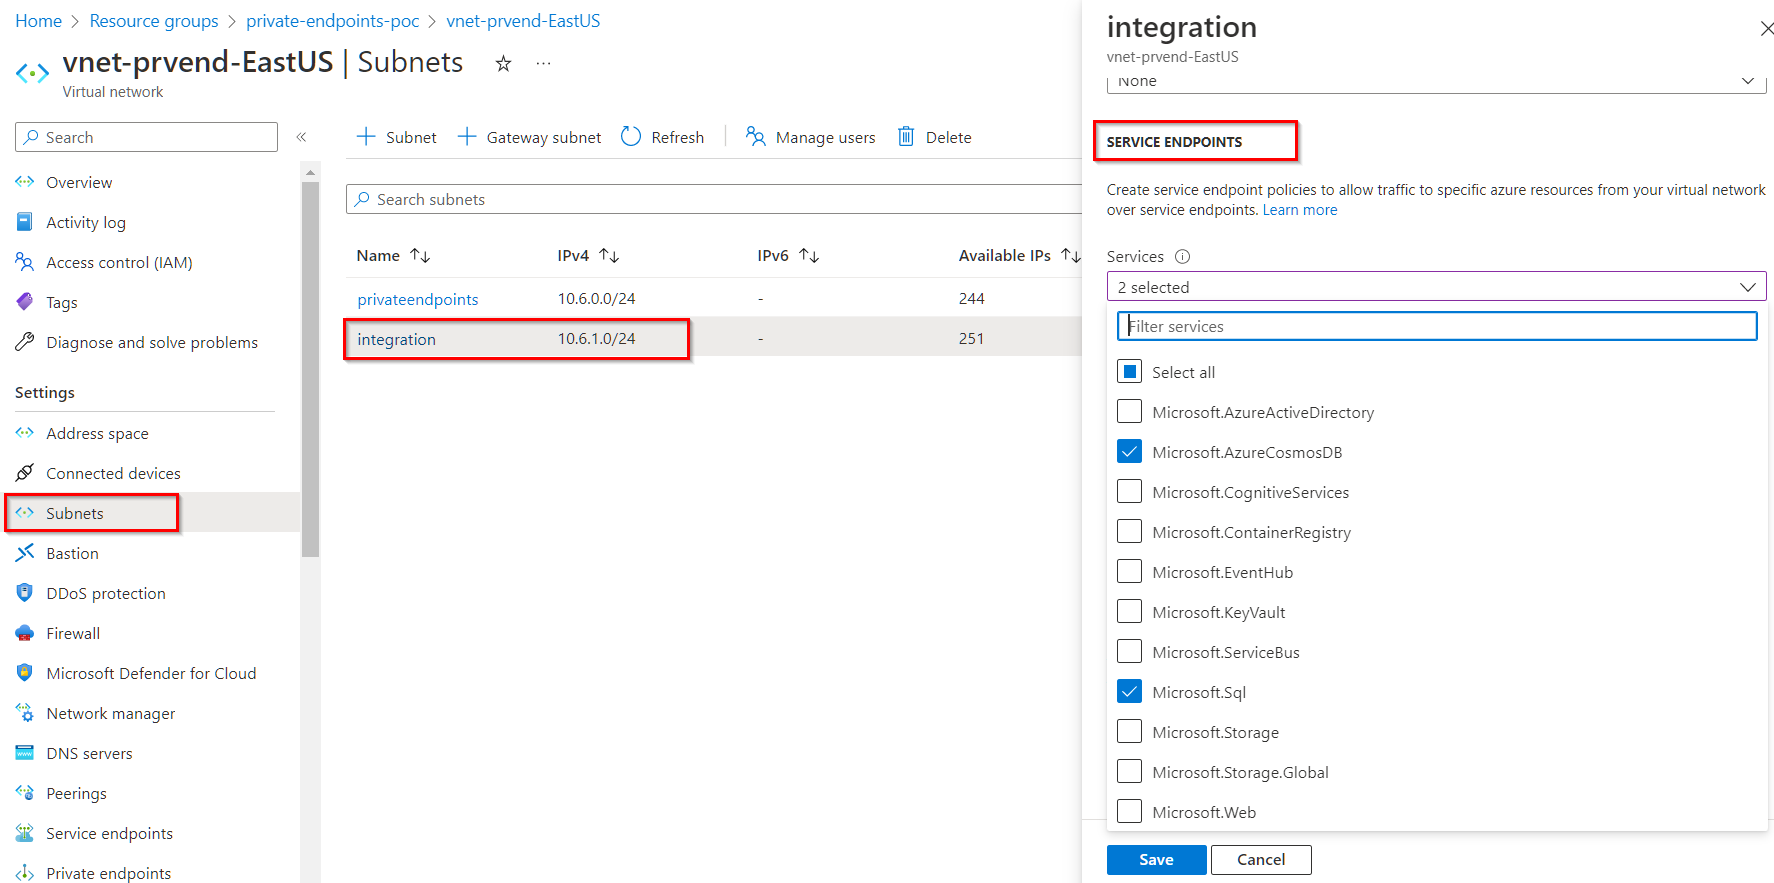 Home > Resource groups > private-endpoints-poc > vnet-prvend-EastUS
vnet-prvend-EastUS | Subnets
Virtual network
Search
Overview
Activity log
Access control (IAM)
Tags
Diagnose and solve problems
Settings
Address space
Connected devices
Subnets
Bastion
DDoS protection
Firewall
Microsoft Defender for Cloud
Network manager
DNS servers
Peerings
Service endpoints
Private endpoints
+ Subnet + Gateway subnet Refresh Manage users Delete
Search subnets
Name IPv4 IPv6 Available IPs
privateendpoints 10.6.0.0/24 - 244
integration 10.6.1.0/24 - 251
integration
vnet-prvend-EastUS
None
SERVICE ENDPOINTS
Create service endpoint policies to allow traffic to specific azure resources from your virtual network
over service endpoints. Learn more
Services
2 selected
Filter services
Select all
Microsoft.AzureActiveDirectory
Microsoft.AzureCosmosDB
Microsoft.CognitiveServices
Microsoft.ContainerRegistry
Microsoft.EventHub
Microsoft.KeyVault
Microsoft.ServiceBus
Microsoft.Sql
Microsoft.Storage
Microsoft.Storage.Global
Microsoft.Web
Save Cancel